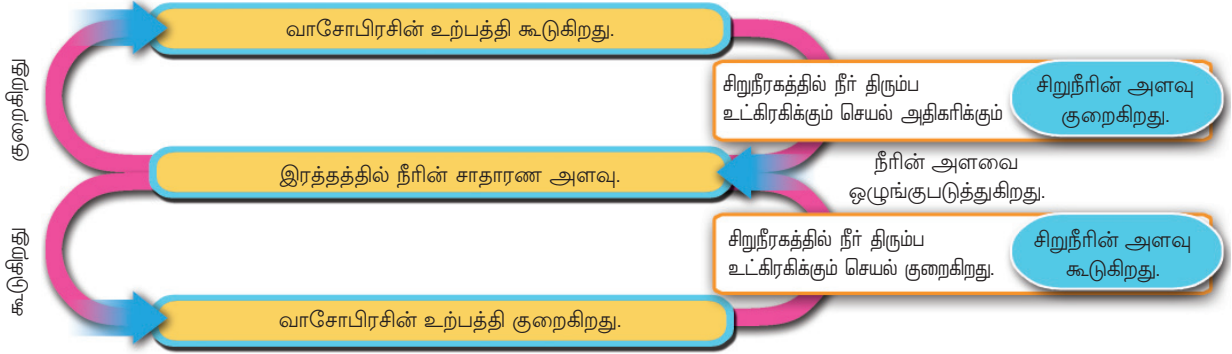 வாசோபிரசின் உற்பத்தி கூடுகிறது.
குறைகிறது
சிறுநீரகத்தில் நீர் திரும்ப
உட்கிரகிக்கும் செயல் அதிகரிக்கும்
சிறுநீரின் அளவு
குறைகிறது.
இரத்தத்தில் நீரின் சாதாரண அளவு.
நீரின் அளவை
ஒழுங்குபடுத்துகிறது.
கூடுகிறது
சிறுநீரகத்தில் நீர் திரும்ப
உட்கிரகிக்கும் செயல் குறைகிறது.
சிறுநீரின் அளவு
கூடுகிறது.
வாசோபிரசின் உற்பத்தி குறைகிறது.